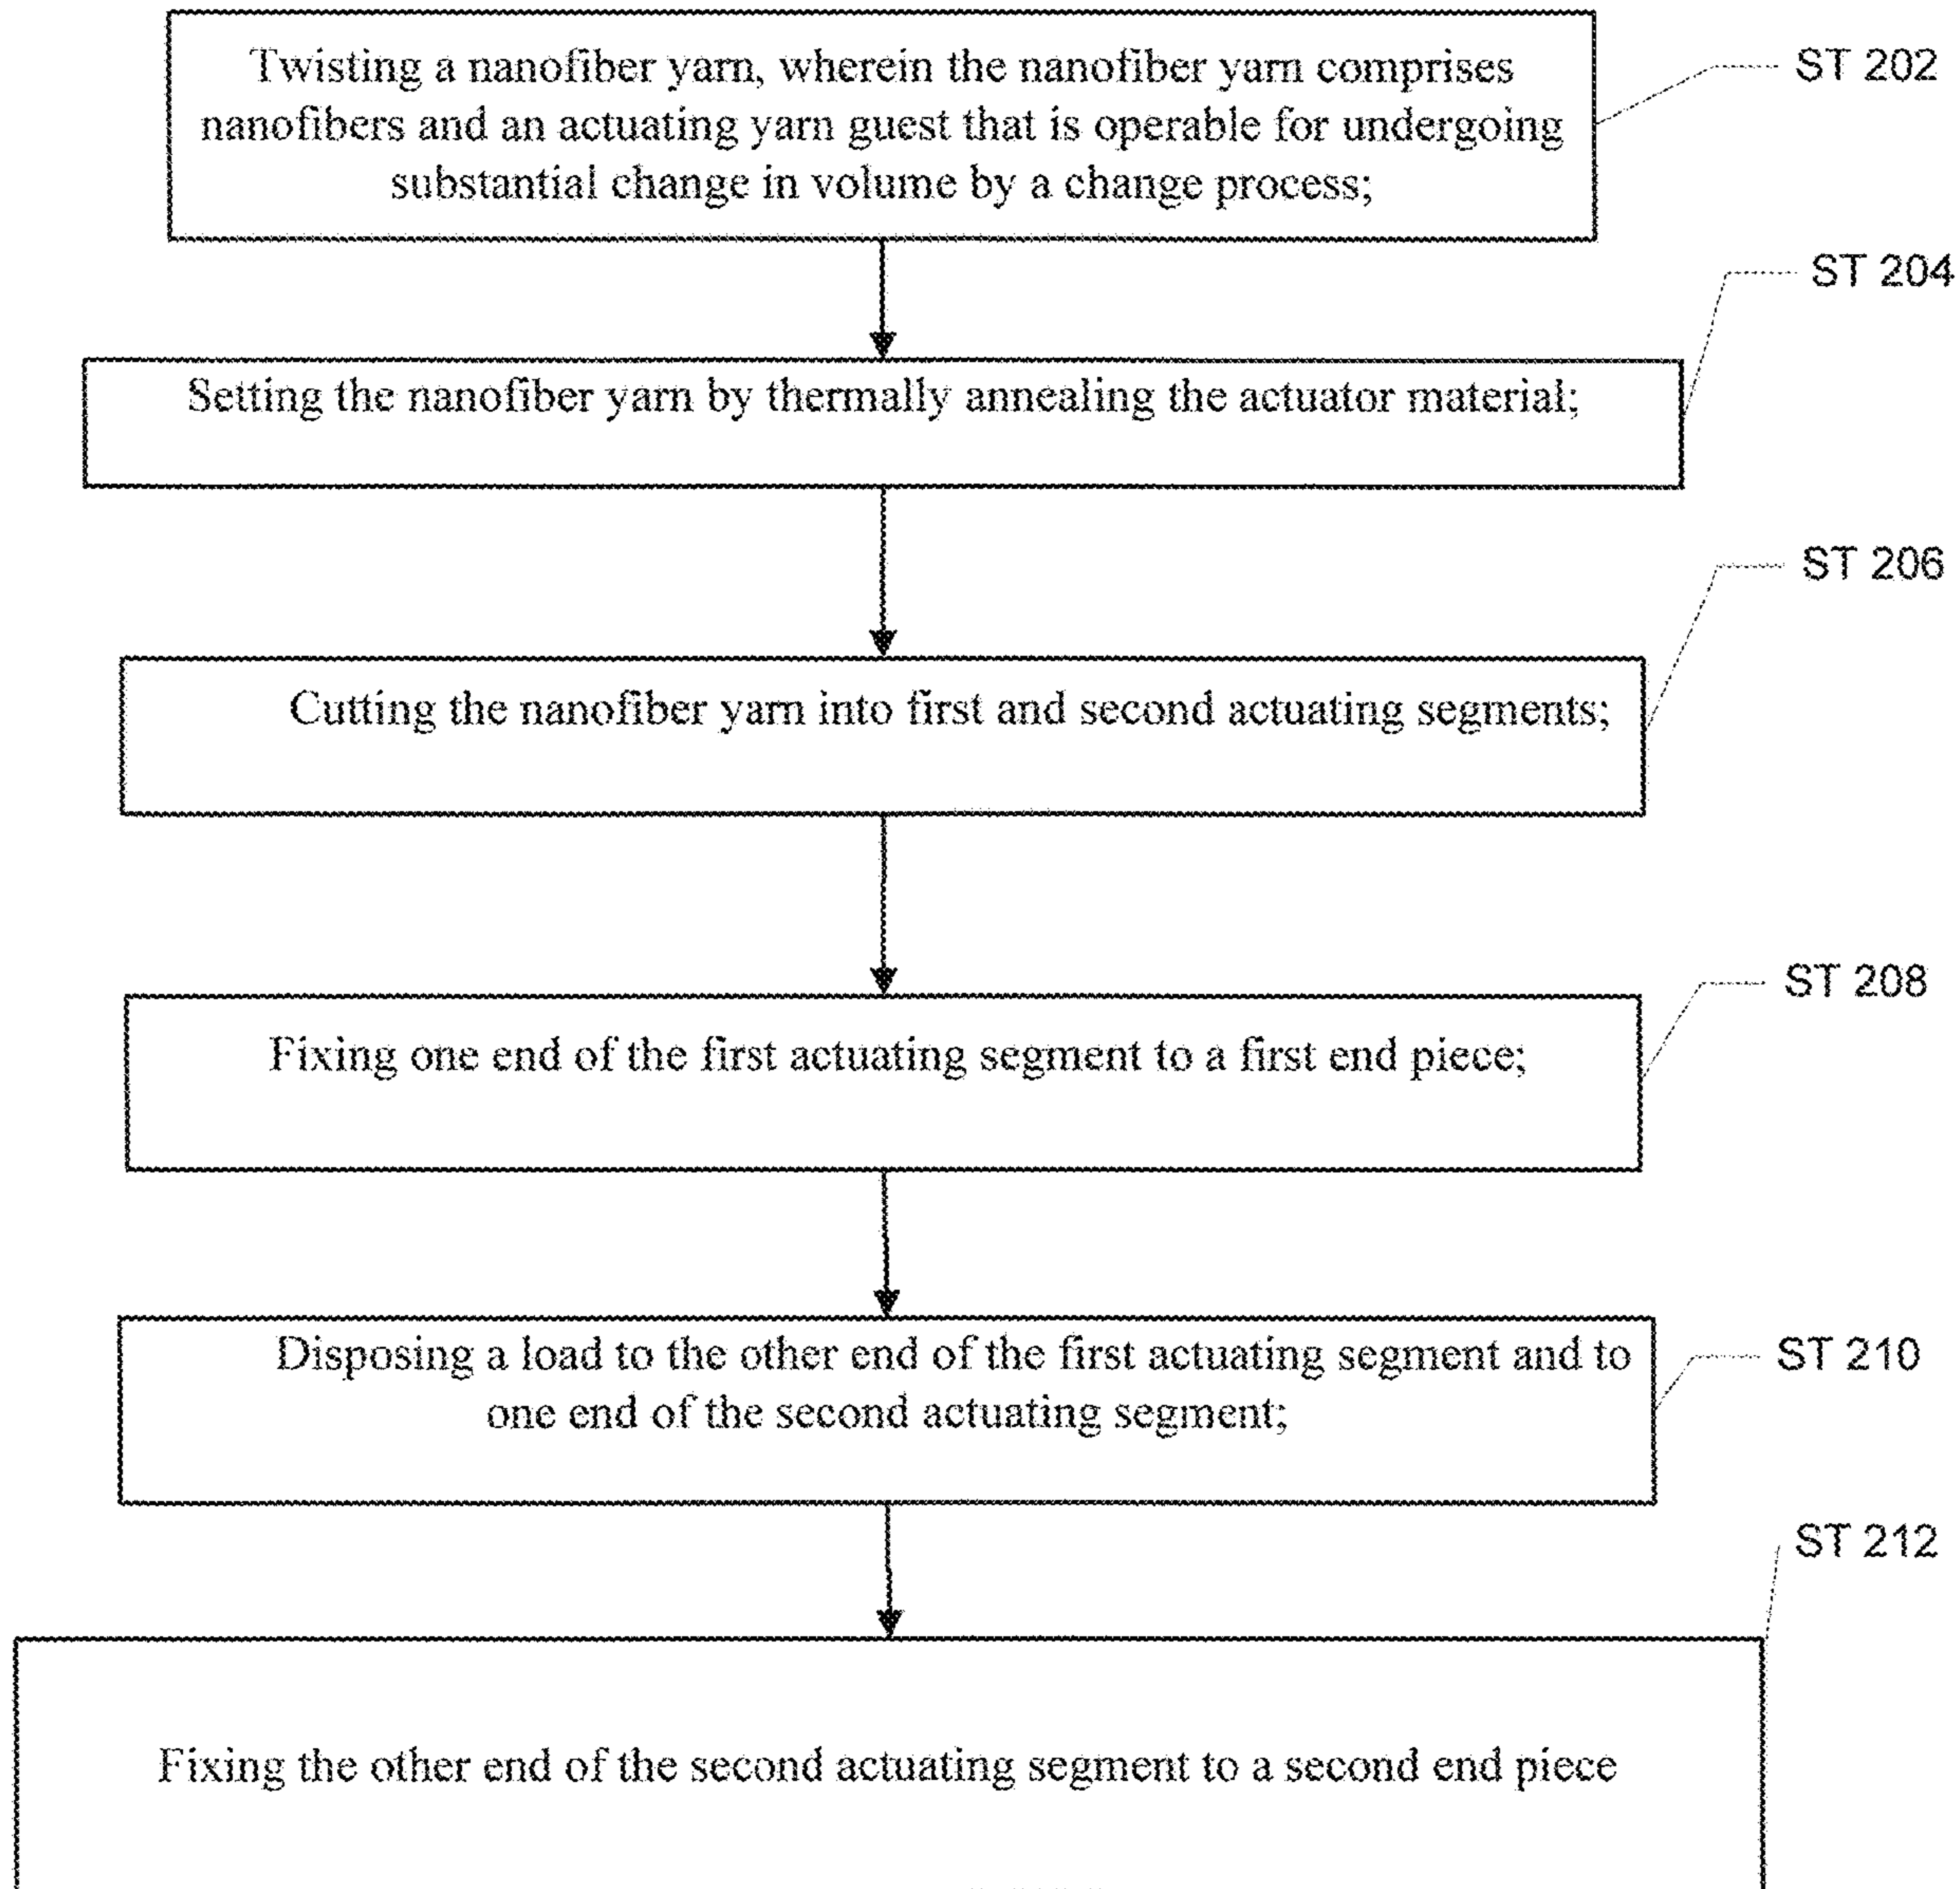 Twisting a nanofiber yarn, wherein the nanofiber yarn comprises
ST 202
nanofibers and an actuating yarn guest that is operable for undergoing
substantial change in volume by a change process;
ST 204
Setting the nanofiber yarn by thermally annealing the actuator material;
ST 206
Cutting the nanofiber yarn into first and second actuating segments;
ST 208
Fixing one end of the first actuating segment to a first end piece;
Disposing a load to the other end of the first actuating segment and to
ST 210
one end of the second actuating segment;
ST 212
Fixing the other end of the second actuating segment to a second end piece